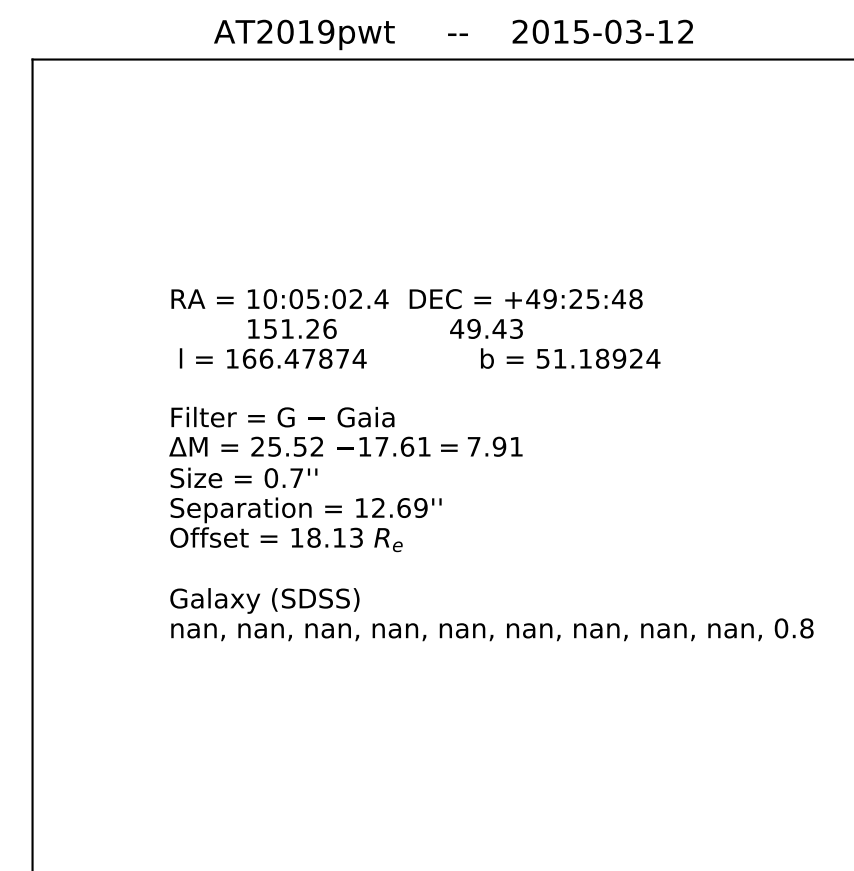 AT2019pwt -- 2015-03-12
RA = 10:05:02.4 DEC = +49:25:48
151.26 49.43
l = 166.47874 b = 51.18924
Filter = G − Gaia
ΔM = 25.52 −17.61 = 7.91
Size = 0.7''
Separation = 12.69''
Offset = 18.13 Re
Galaxy (SDSS)
nan, nan, nan, nan, nan, nan, nan, nan, nan, 0.8